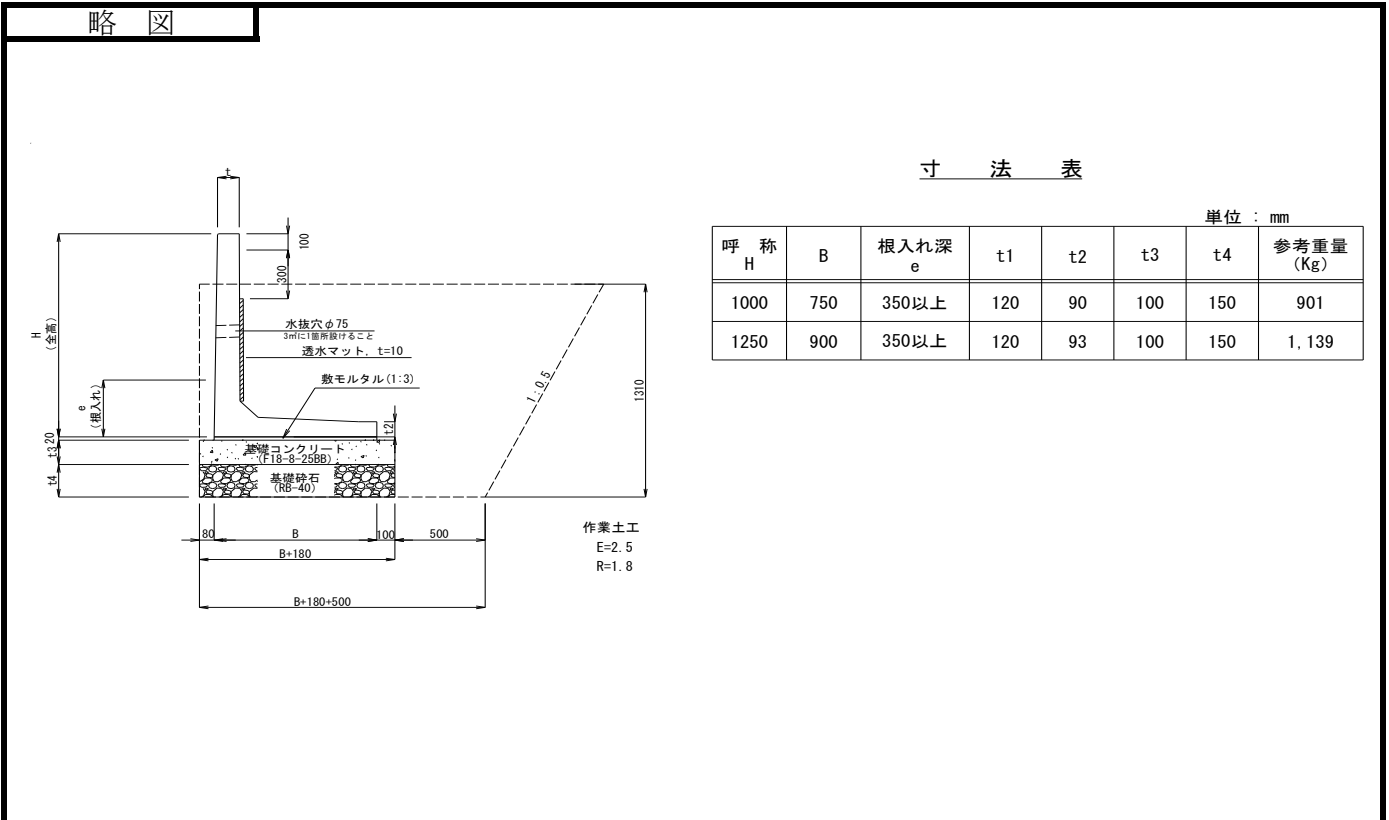 略 図
t
100
300
H
(全高)
水抜穴φ75
3㎡に1箇所設けること
透水マット, t=10
敷モルタル(1:3)
e
(根入れ)
t2
20
t3
t4
基礎コンクリート
(F18-8-25BB)
基礎砕石
(RB-40)
1:0.5
1310
80
B
100
500
B+180
B+180+500
作業土工
E=2.5
R=1.8
寸 法 表
単位 : mm
呼 称 H B 根入れ深 e t1 t2 t3 t4 参考重量 (Kg)
1000 750 350以上 120 90 100 150 901
1250 900 350以上 120 93 100 150 1,139